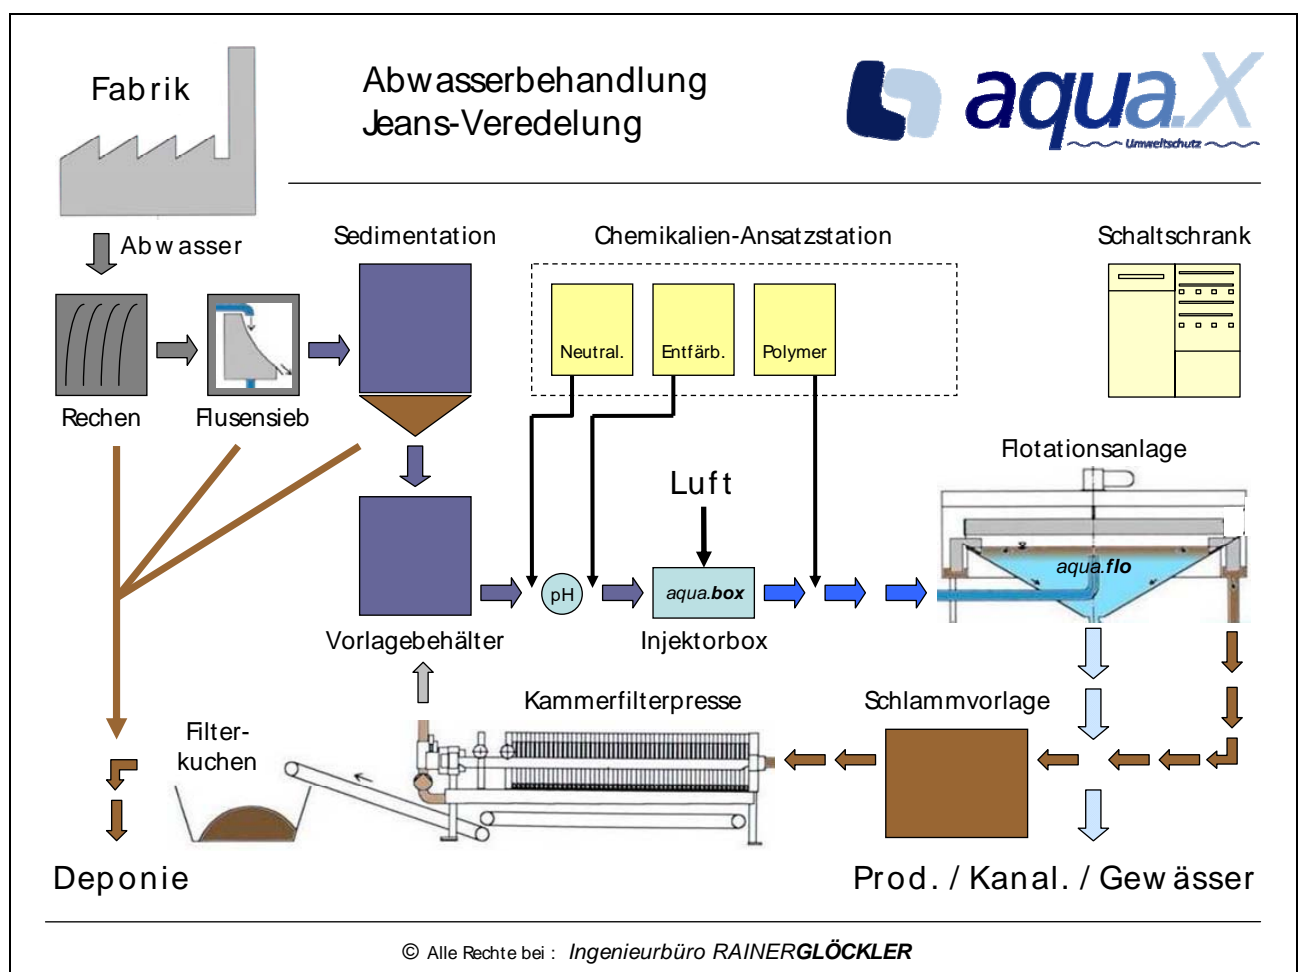 Fabrik
Abwasserbehandlung
Jeans-Veredelung
aqua.X
Umweltschutz
Abwasser
Sedimentation
Chemikalien-Ansatzstation
Schaltschrank
Neutral.
Entfärb.
Polymer
Rechen
Flusensieb
Flotationsanlage
Luft
aqua.flo
pH
aqua.box
Vorlagebehälter
Injektorbox
Kammerfilterpresse
Schlammvorlage
Filter-
kuchen
Deponie
Prod. / Kanal. / Gewässer
© Alle Rechte bei : Ingenieurbüro RAINERGLÖCKLER